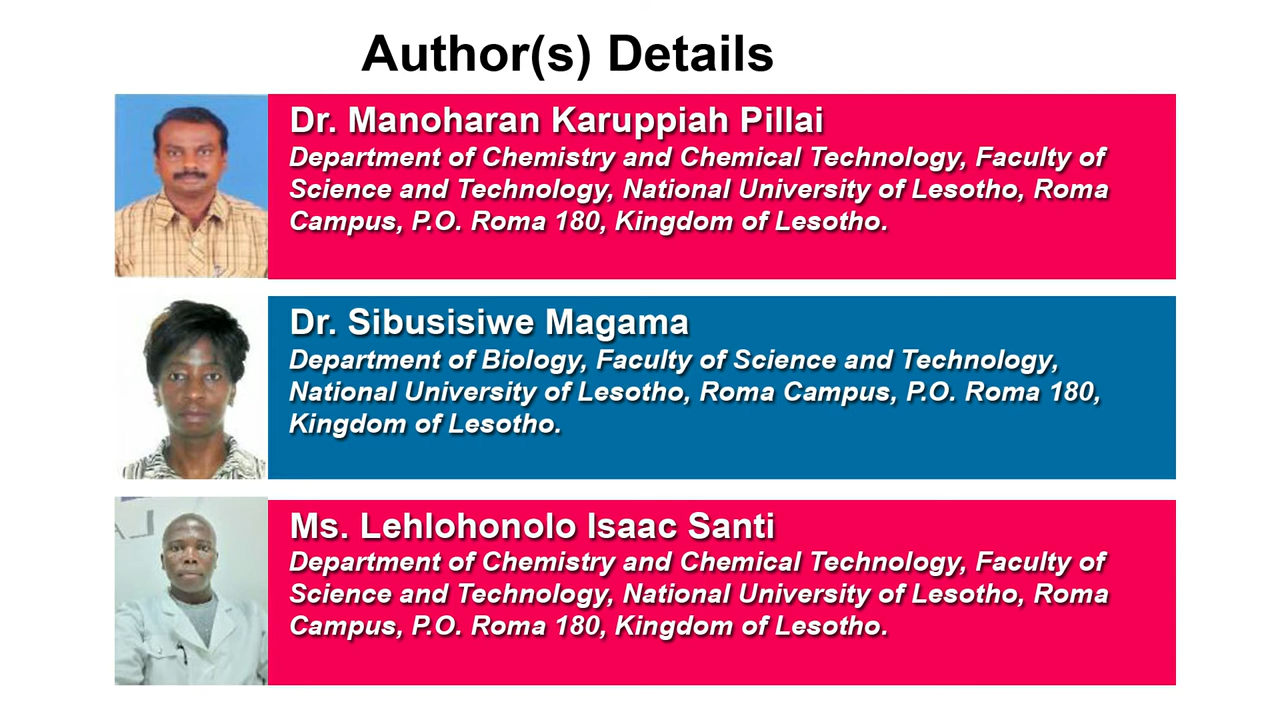 Author(s) Details
Dr. Manoharan Karuppiah Pillai
Department of Chemistry and Chemical Technology, Faculty of
Science and Technology, National University of Lesotho, Roma
Campus, P.O. Roma 180, Kingdom of Lesotho.
Dr. Sibusisiwe Magama
Department of Biology, Faculty of Science and Technology,
National University of Lesotho, Roma Campus, P.O. Roma 180,
Kingdom of Lesotho.
Ms. Lehlohonolo Isaac Santi
Department of Chemistry and Chemical Technology, Faculty of
Science and Technology, National University of Lesotho, Roma
Campus, P.O. Roma 180, Kingdom of Lesotho.